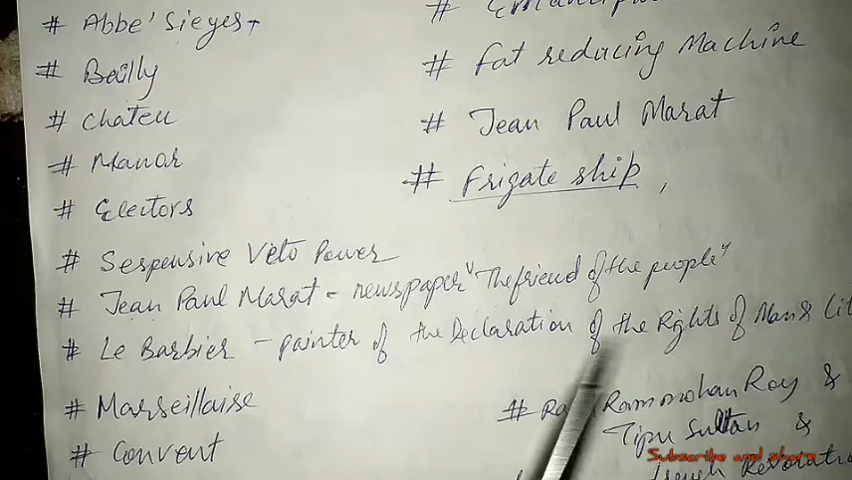 # Abbe' Sieyes
# Bailly
# Chateu
# Manor
# Electors
# Sespensive Veto Power
# Jean Paul Marat - newspaper "The friend of the people"
# Le Barbier - painter of the Declaration of the Rights of Man &
# Marseillaise
# Convent
# Fat reducing Machine
# Jean Paul Marat
# Frigate ship,
# Rammohan Roy &
Tipu Sultan &
Subscribe and share